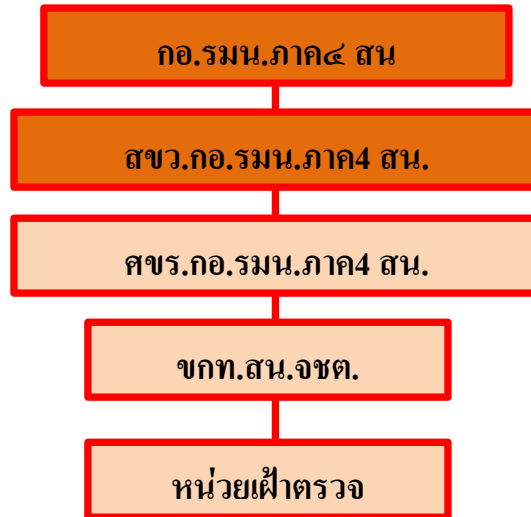 กอ.รมน.ภาค๔ สน
สขว.กอ.รมน.ภาค4 สน.
ศขร.กอ.รมน.ภาค4 สน.
ขกท.สน.จชต.
หน่วยเฝ้าตรวจ